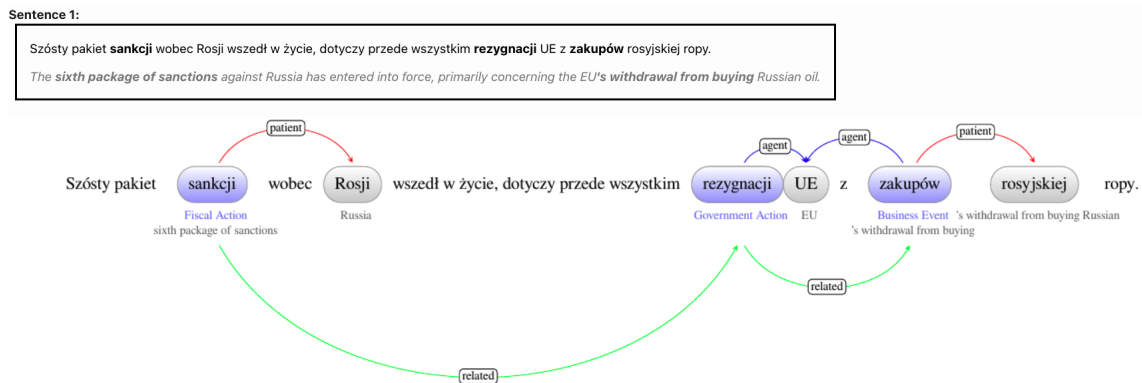 Sentence 1:
Szósty pakiet sankcji wobec Rosji wszedł w życie, dotyczy przede wszystkim rezygnacji UE z zakupów rosyjskiej ropy.
The sixth package of sanctions against Russia has entered into force, primarily concerning the EU's withdrawal from buying Russian oil.
patient agent agent patient
Szósty pakiet sankcji wobec Rosji wszedł w życie, dotyczy przede wszystkim rezygnacji UE z zakupów rosyjskiej ropy.
Fiscal Action Russia Government Action EU Business Event 's withdrawal from buying Russian
sixth package of sanctions 's withdrawal from buying
related
related